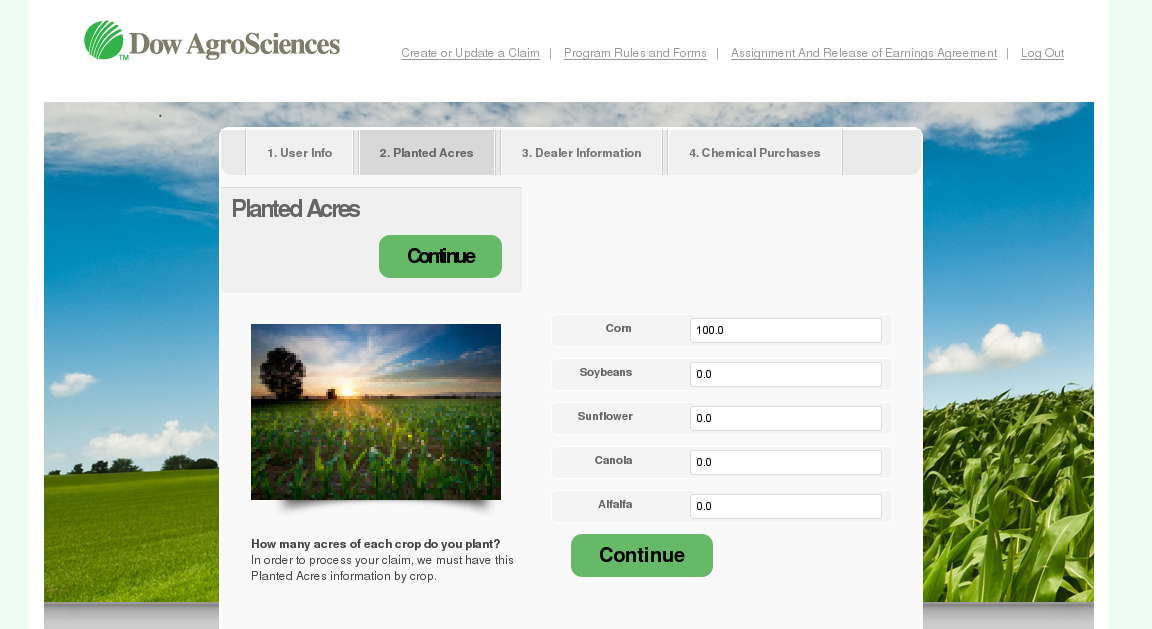 Dow AgroSciences
TM
Create or Update a Claim | Program Rules and Forms | Assignment And Release of Earnings Agreement | Log Out
1. User Info
2. Planted Acres
3. Dealer Information
4. Chemical Purchases
Planted Acres
Continue
Corn 100.0
Soybeans 0.0
Sunflower 0.0
Canola 0.0
Alfalfa 0.0
Continue
How many acres of each crop do you plant?
In order to process your claim, we must have this
Planted Acres information by crop.